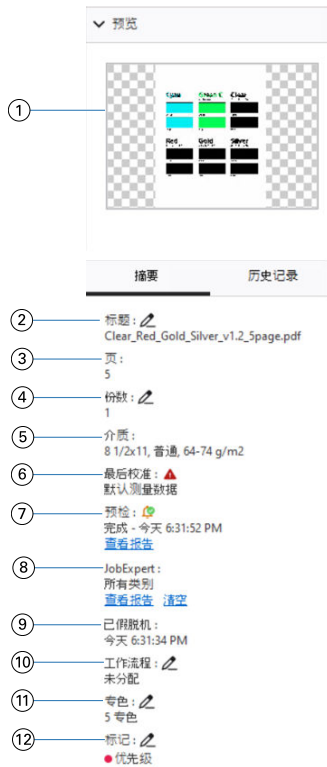 预览
①
Cyan Green C Clear
Red Gold Silver
摘要 历史记录
② 标题：
Clear_Red_Gold_Silver_v1.2_5page.pdf
③ 页：
5
④ 份数：
1
⑤ 介质：
8 1/2x11, 普通, 64-74 g/m2
⑥ 最后校准：
默认测量数据
⑦ 预检：
完成 - 今天 6:31:52 PM
查看报告
⑧ JobExpert：
所有类别
查看报告 清空
⑨ 已假脱机：
今天 6:31:34 PM
⑩ 工作流程：
未分配
⑪ 专色：
5 专色
⑫ 标记：
优先级